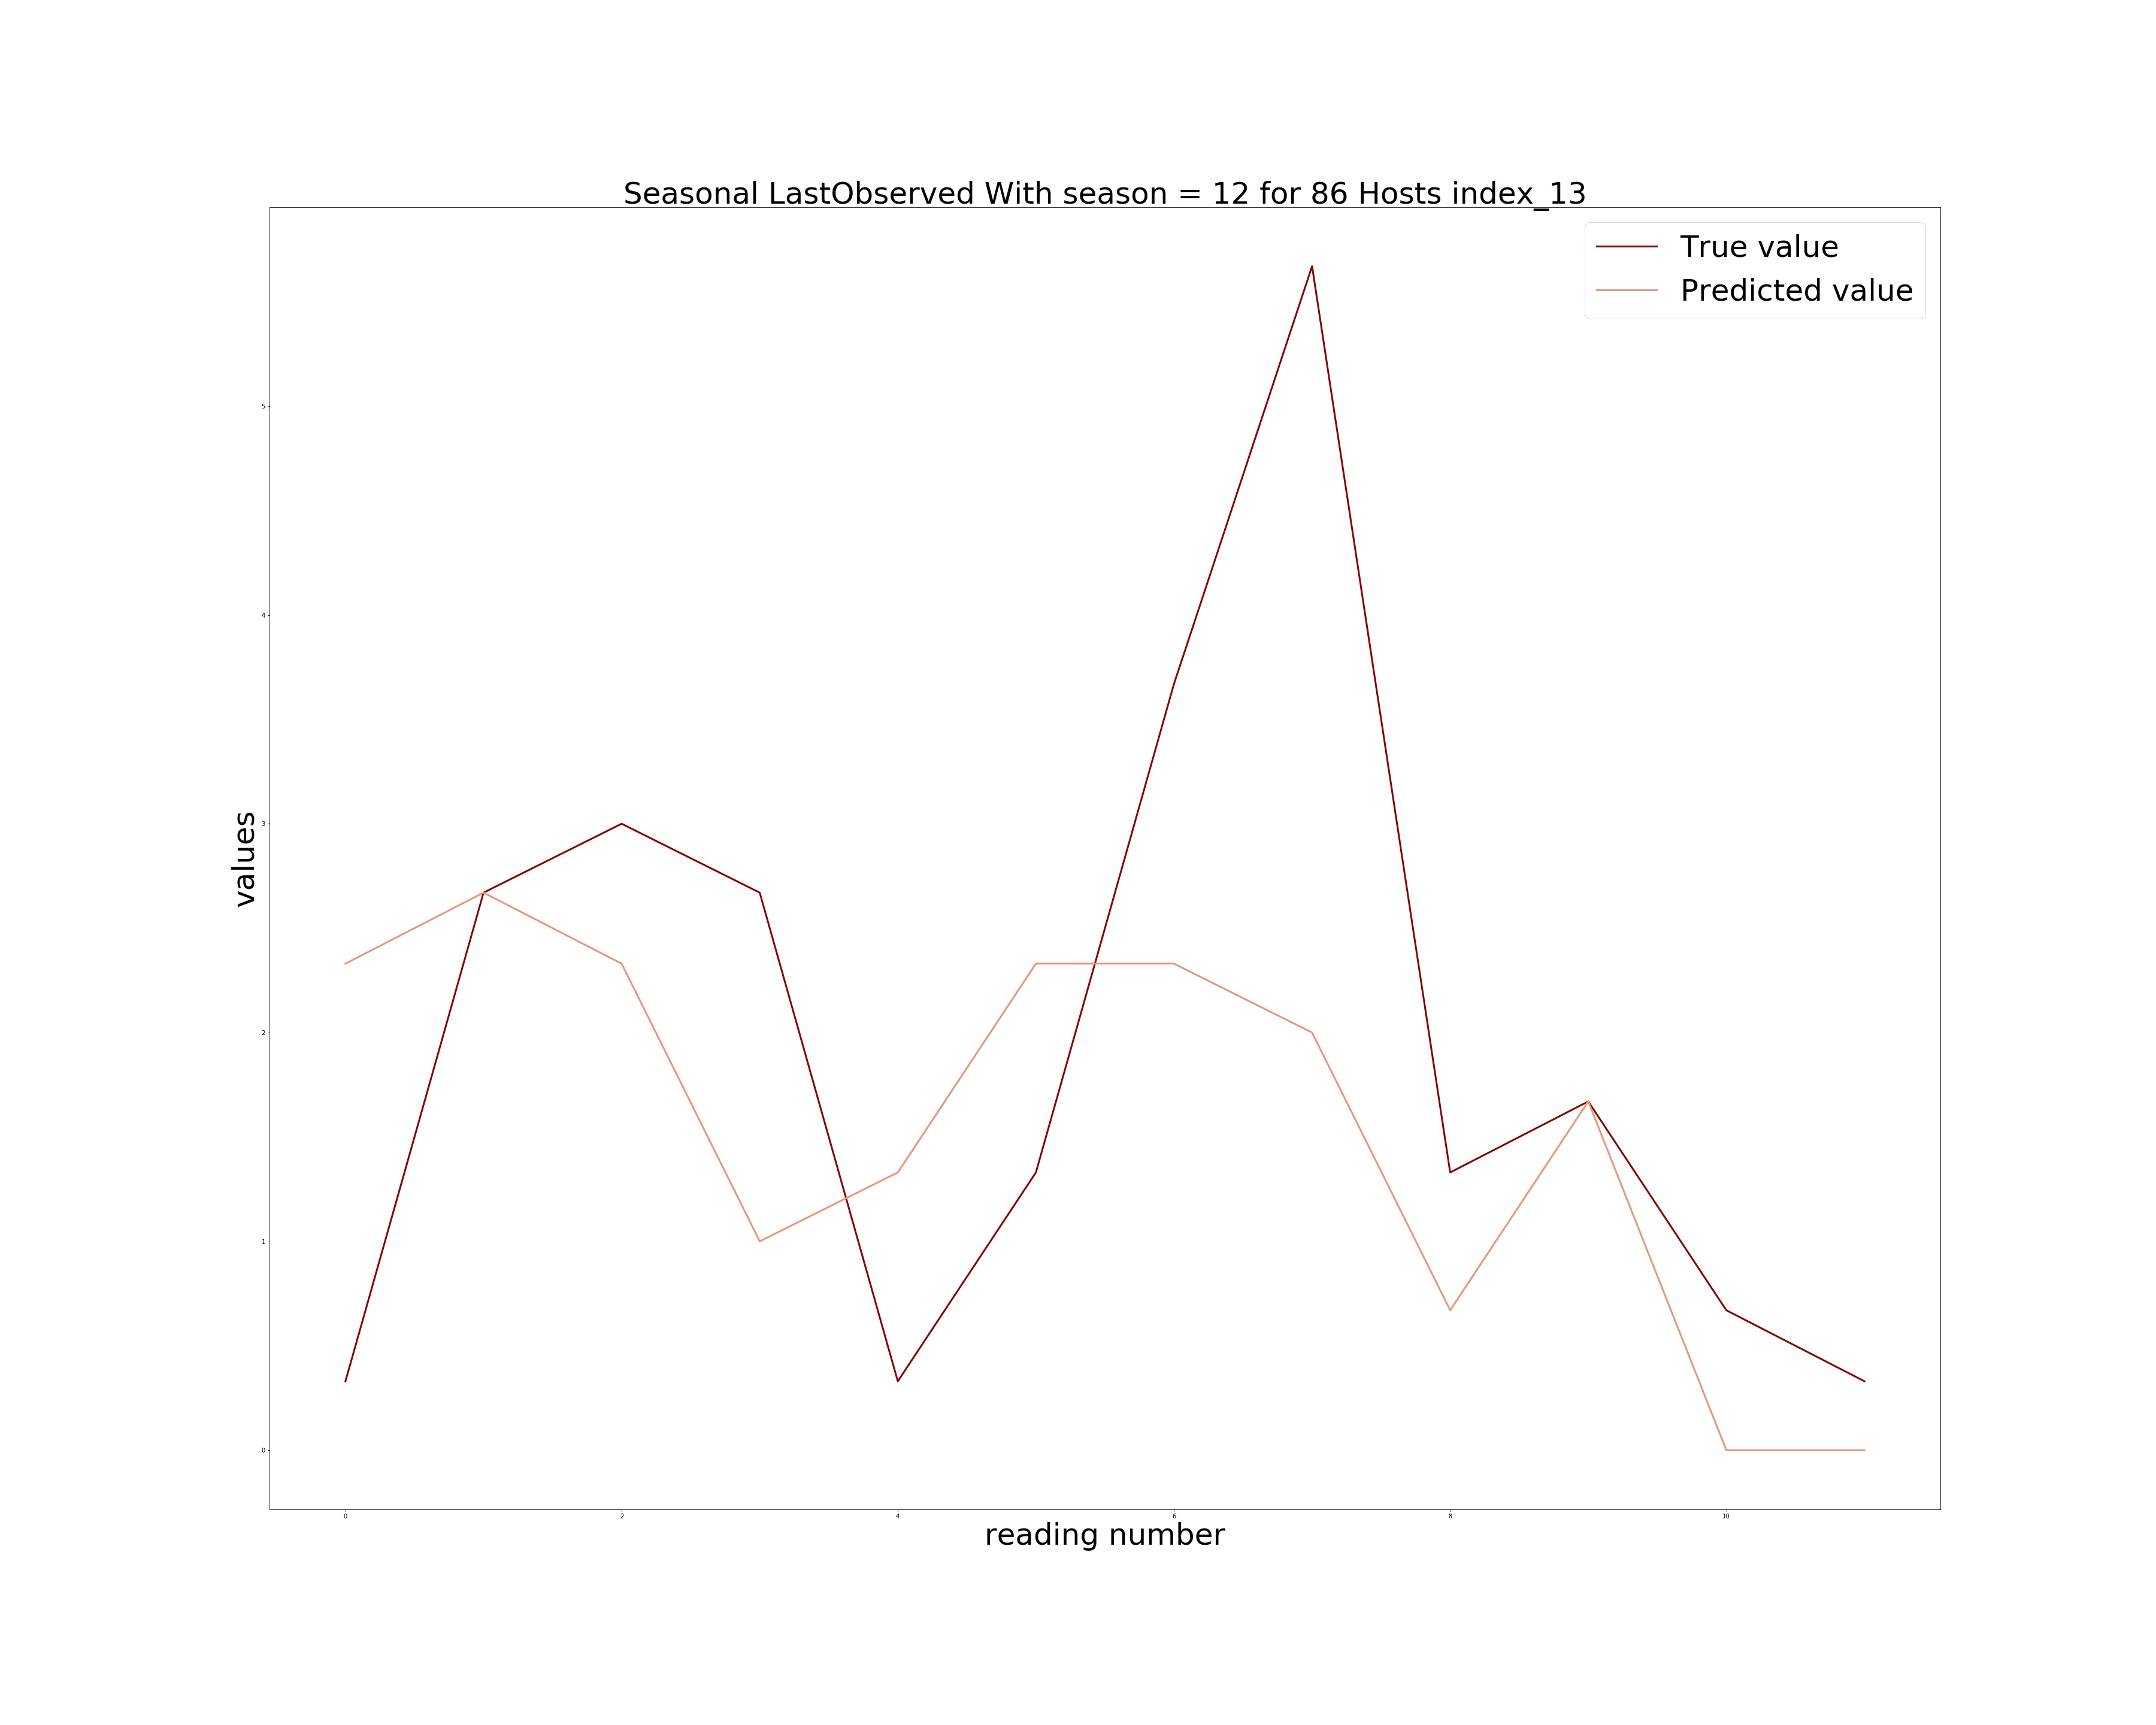 Seasonal LastObserved With season = 12 for 86 Hosts index_13
True value
Predicted value
values
5
4
3
2
1
0
0 2 4 6 8 10
reading number